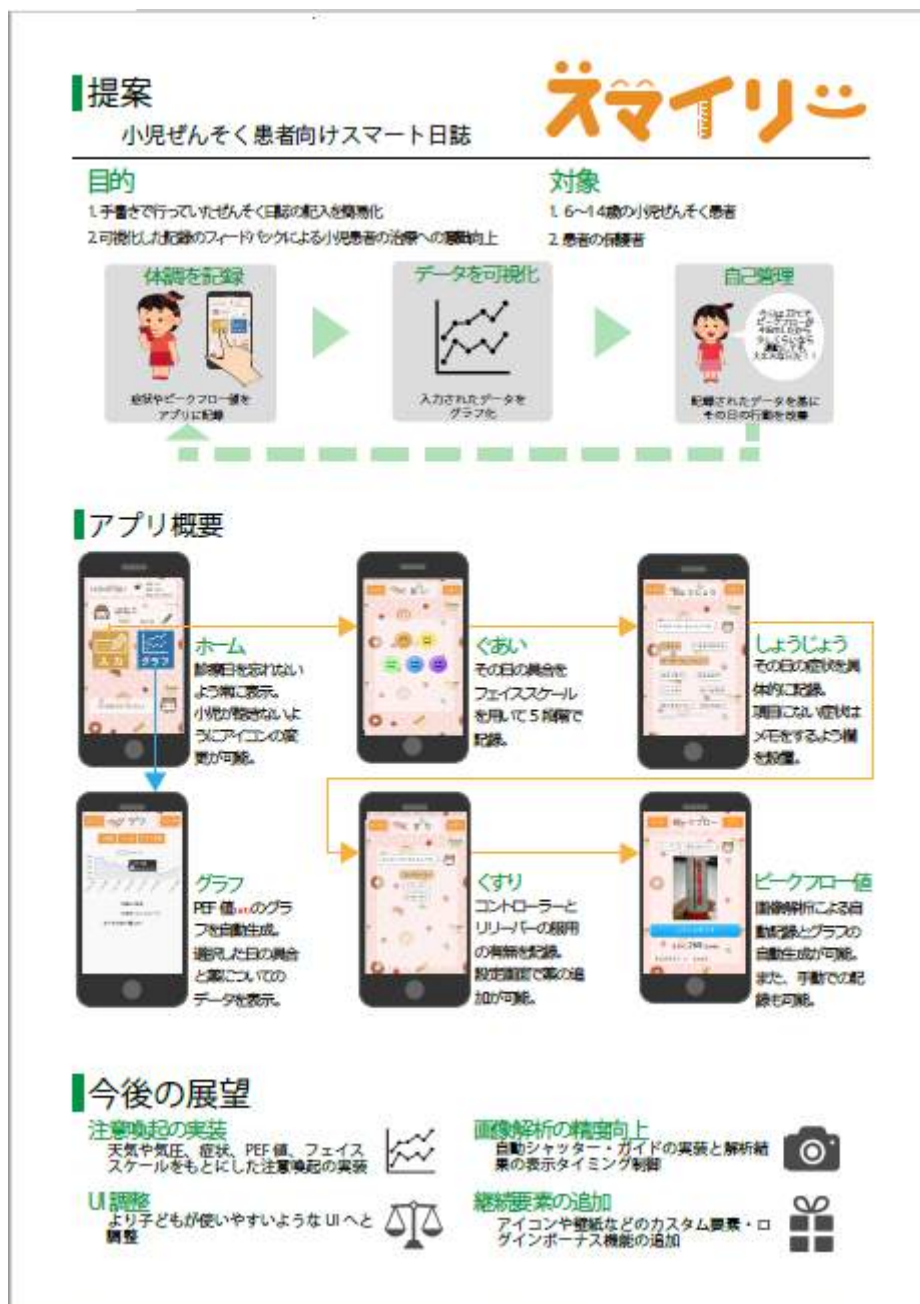 提案
スマイリー
小児ぜんそく患者向けスマート日誌
目的
1.手書きで行っていたぜんそく日誌の記入を簡易化
2.可視化した記録のフィードバックによる小児患者の治療への意欲向上
対象
1. 6〜14歳の小児ぜんそく患者
2. 患者の保護者
体調を記録
症状やピークフロー値を
アプリに記録
データを可視化
入力されたデータを
グラフ化
自己管理
記録されたデータを基に
その日の行動を改善
アプリ概要
入力
グラフ
ホーム
診療日を忘れない
よう常に表示。
小児が飽きないよ
うにアイコンの変
更が可能。
ぐあい
その日の具合を
フェイススケール
を用いて5段階で
記録。
しょうじょう
その日の症状を具
体的に記録。
項目にない症状は
メモをするよう欄
を設置。
グラフ
PEF 値のグラ
フを自動生成。
選択した日の具合
と薬についての
データを表示。
くすり
コントローラーと
リリーバーの服用
の有無を記録。
設定画面で薬の追
加が可能。
ピークフロー値
画像解析による自
動記録とグラフの
自動生成が可能。
また、手動での記
録も可能。
今後の展望
注意喚起の実装
天気や気圧、症状、PEF 値、フェイス
スケールをもとにした注意喚起の実装
画像解析の精度向上
自動シャッター・ガイドの実装と解析結
果の表示タイミング制御
UI 調整
より子どもが使いやすいような UI へと
調整
継続要素の追加
アイコンや壁紙などのカスタム要素・ロ
グインボーナス機能の追加